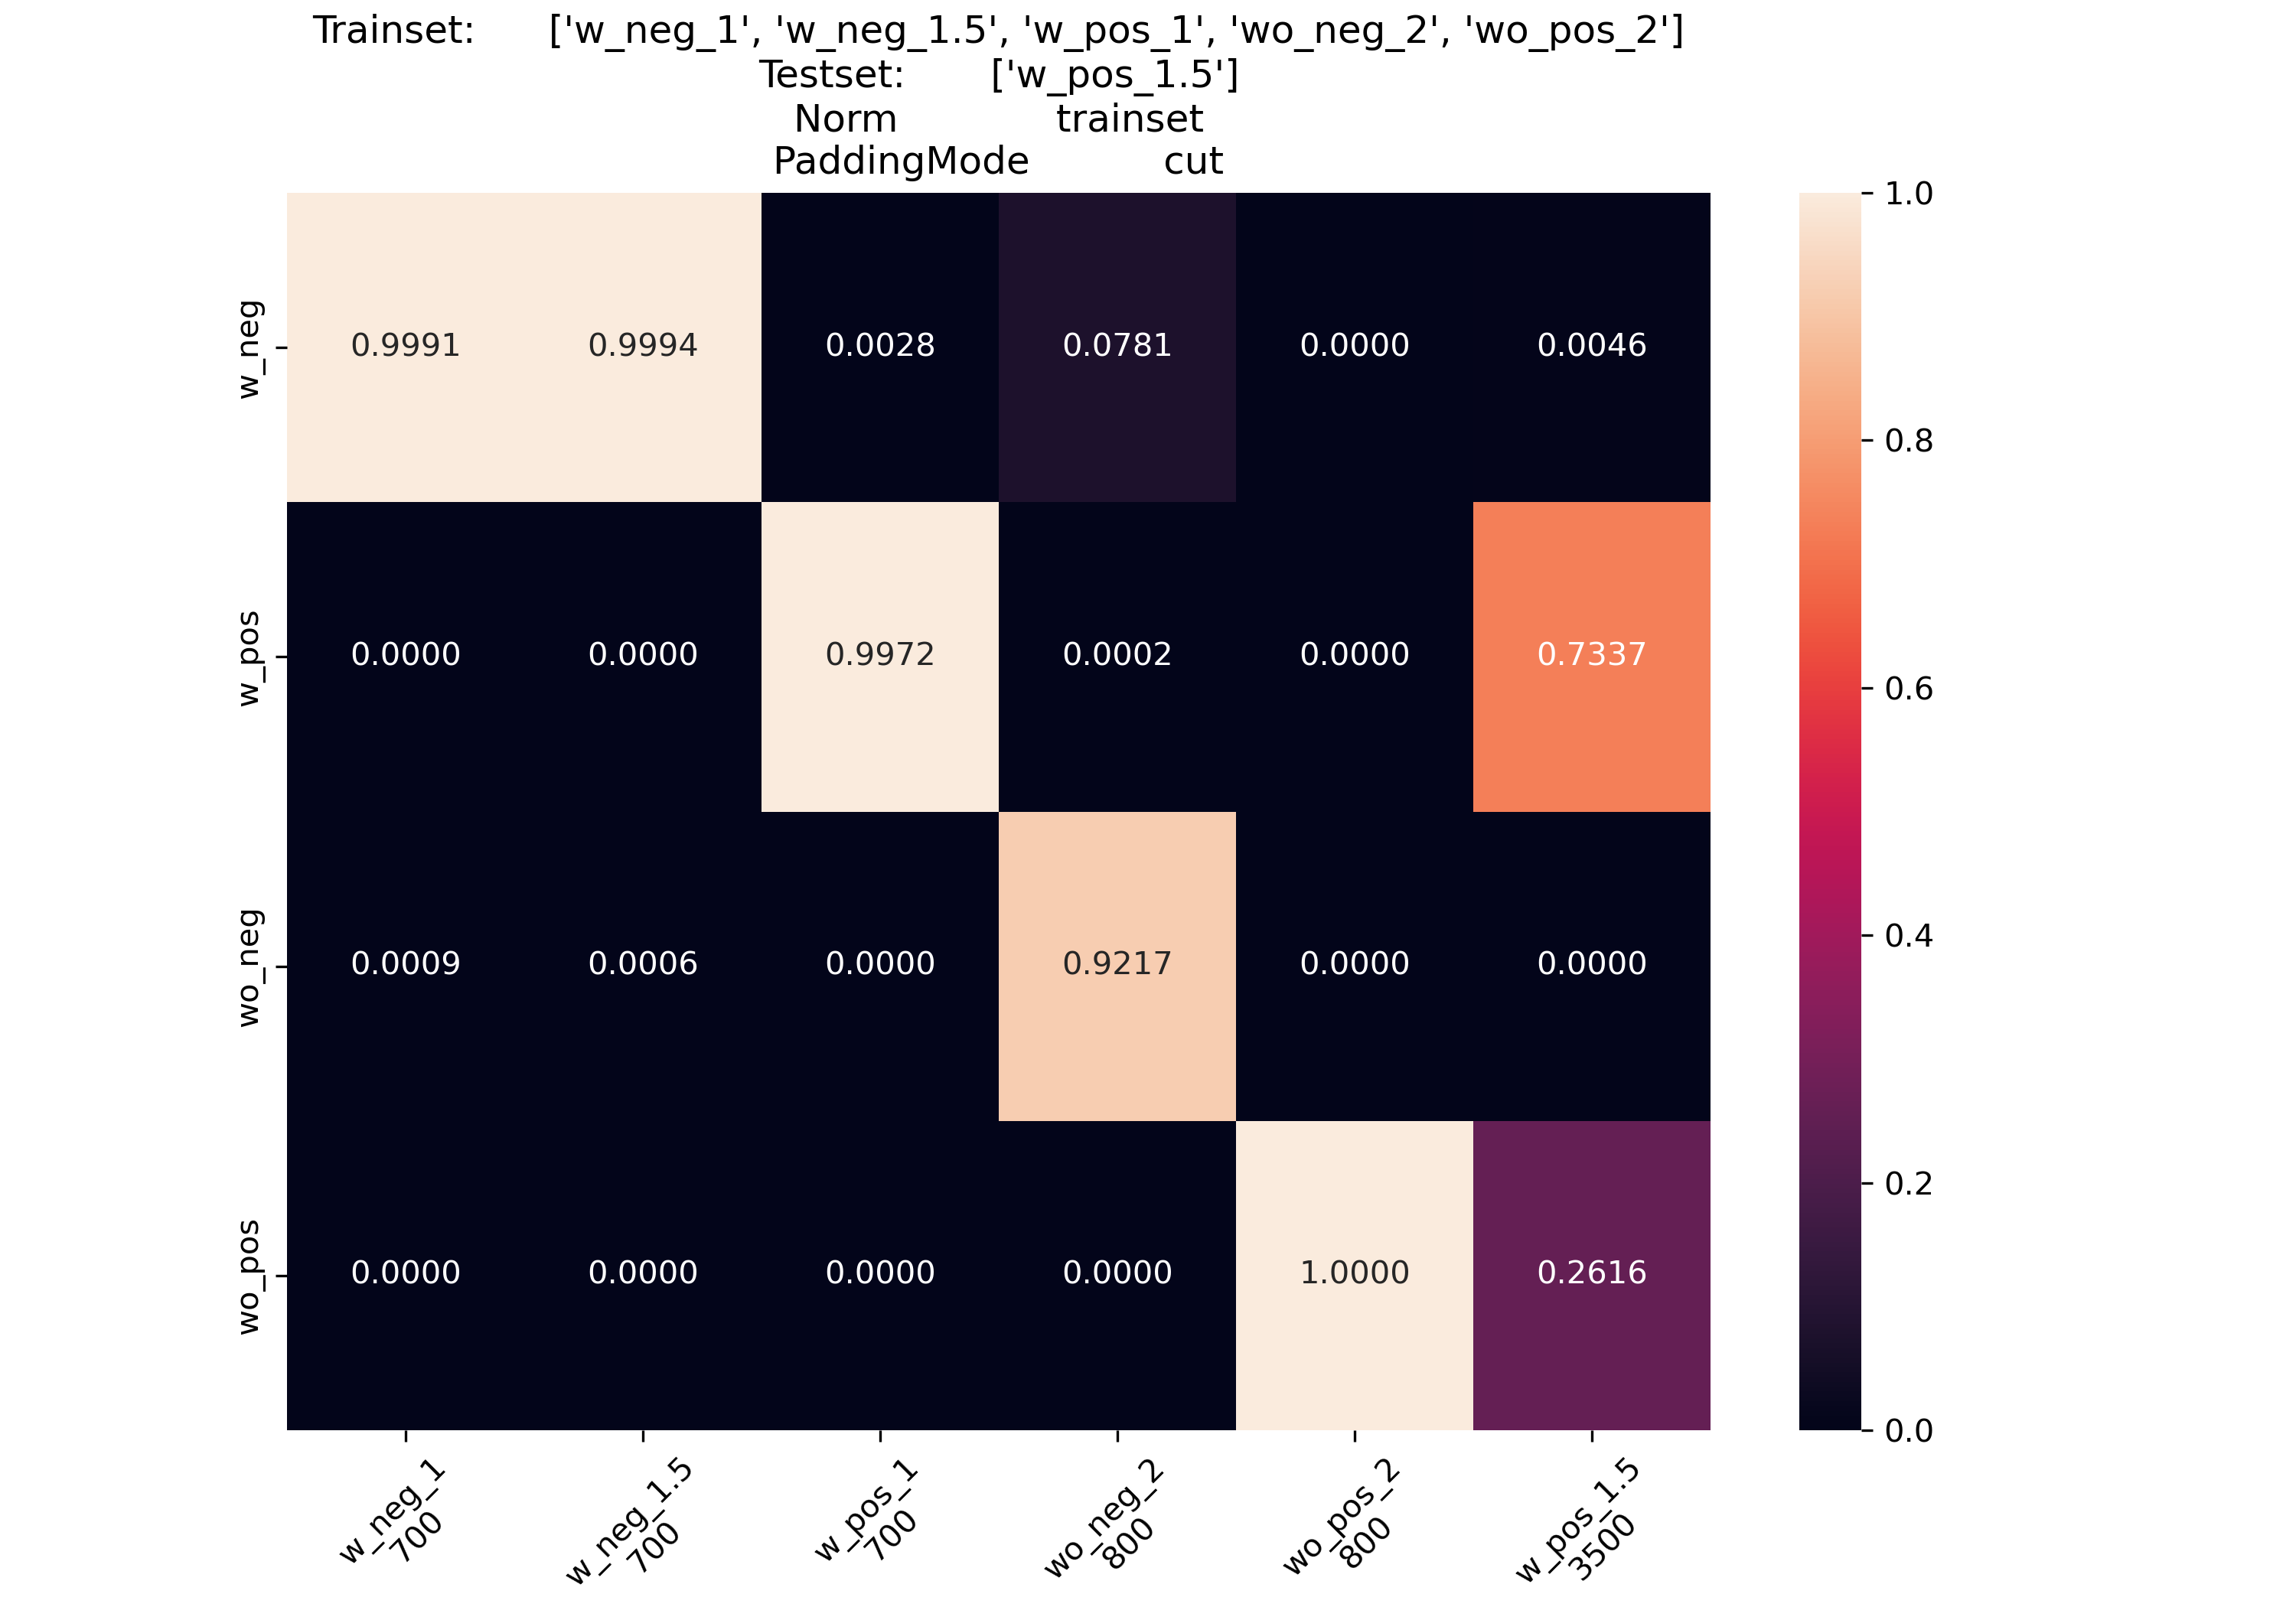 Trainset: ['w_neg_1', 'w_neg_1.5', 'w_pos_1', 'wo_neg_2', 'wo_pos_2']
Testset: ['w_pos_1.5']
Norm trainset
PaddingMode cut
w_neg 0.9991 0.9994 0.0028 0.0781 0.0000 0.0046
w_pos 0.0000 0.0000 0.9972 0.0002 0.0000 0.7337
wo_neg 0.0009 0.0006 0.0000 0.9217 0.0000 0.0000
wo_pos 0.0000 0.0000 0.0000 0.0000 1.0000 0.2616
w_neg_1
700
w_neg_1.5
700
w_pos_1
700
wo_neg_2
800
wo_pos_2
800
w_pos_1.5
3500
1.0
0.8
0.6
0.4
0.2
0.0